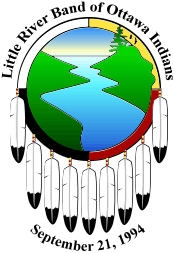 Little River Band of Ottawa Indians
September 21, 1994